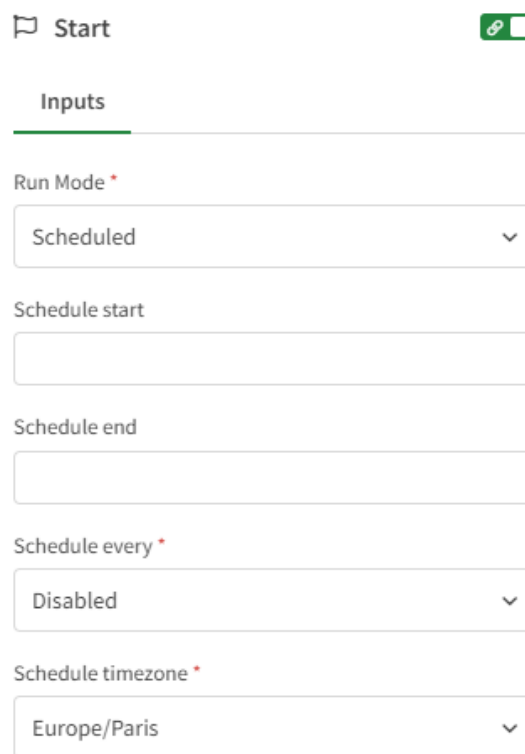 Start
Inputs
Run Mode *
Scheduled
Schedule start
Schedule end
Schedule every *
Disabled
Schedule timezone *
Europe/Paris